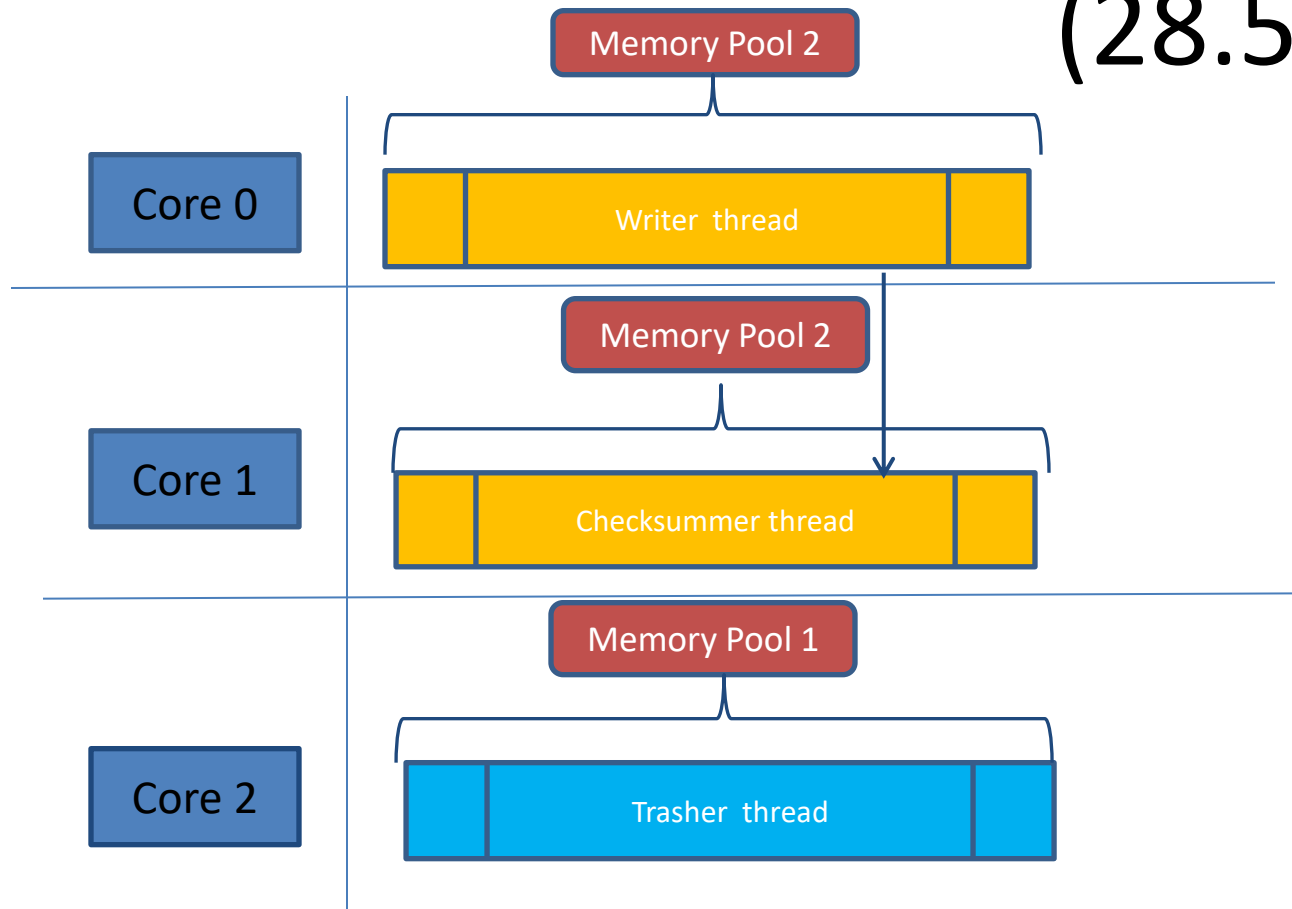 (28.5
Memory Pool 2
Core 0
Writer thread
Memory Pool 2
Core 1
Checksummer thread
Memory Pool 1
Core 2
Trasher thread